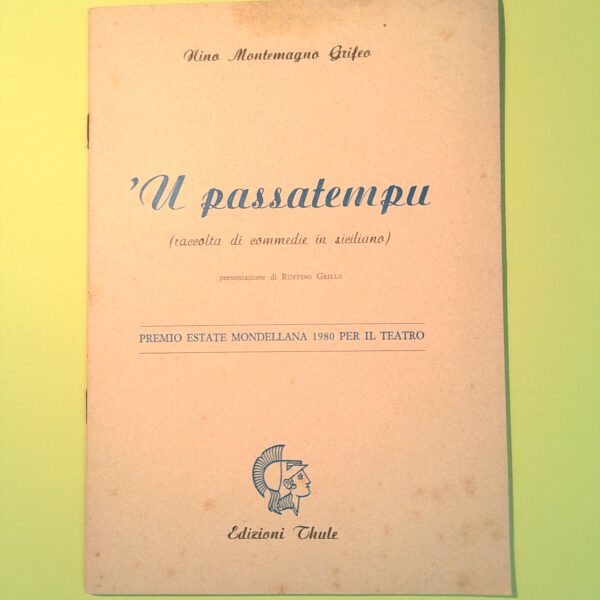 Nino Montemagno Grifeo
'U passatempu
(raccolta di commedie in siciliano)
presentazione di Ruffino Grillo
PREMIO ESTATE MONDELLANA 1980 PER IL TEATRO
Edizioni Thule